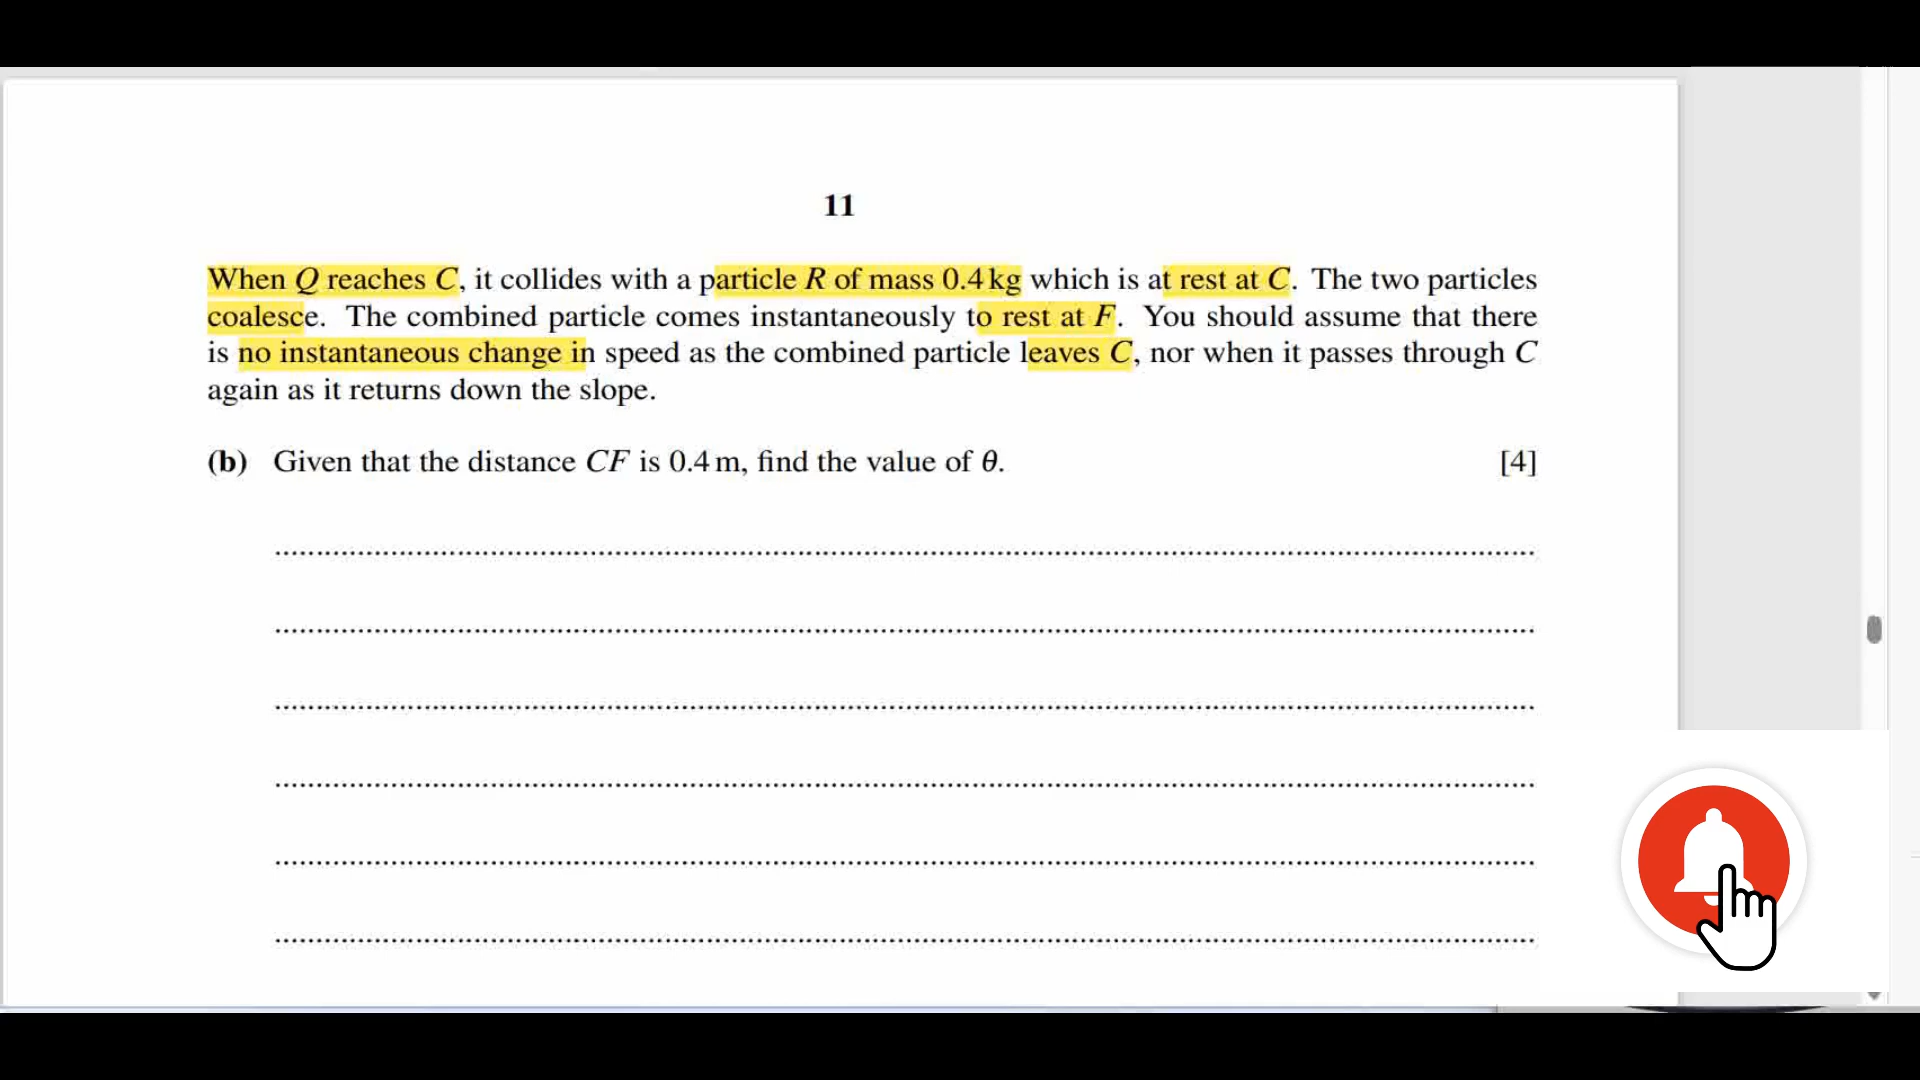 11
When Q reaches C, it collides with a particle R of mass 0.4 kg which is at rest at C. The two particles
coalesce. The combined particle comes instantaneously to rest at F. You should assume that there
is no instantaneous change in speed as the combined particle leaves C, nor when it passes through C
again as it returns down the slope.
(b) Given that the distance CF is 0.4 m, find the value of θ. [4]